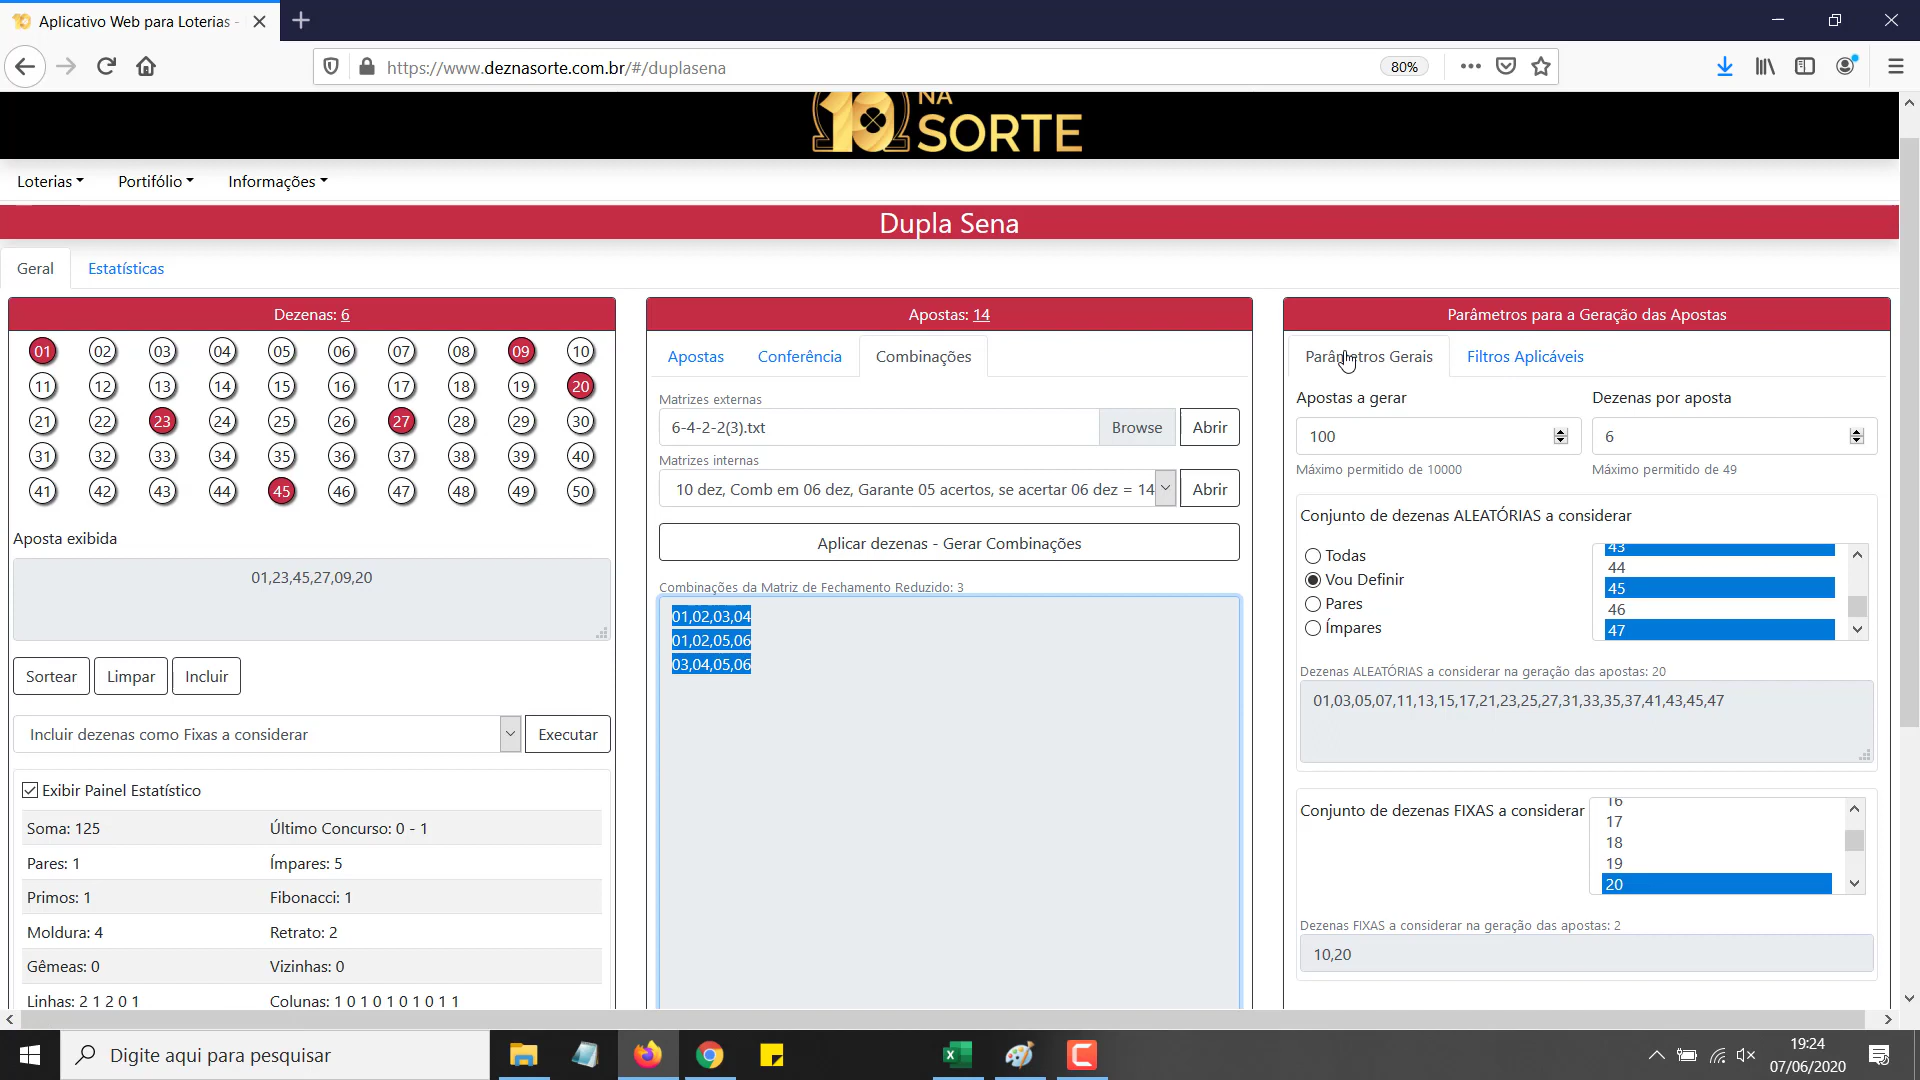 Aplicativo Web para Loterias -
https://www.deznasorte.com.br/#/duplasena
80%
10 NA
SORTE
Loterias
Portifólio
Informações
Dupla Sena
Geral
Estatísticas
Dezenas: 6
01 02 03 04 05 06 07 08 09 10
11 12 13 14 15 16 17 18 19 20
21 22 23 24 25 26 27 28 29 30
31 32 33 34 35 36 37 38 39 40
41 42 43 44 45 46 47 48 49 50
Aposta exibida
01,23,45,27,09,20
Sortear
Limpar
Incluir
Incluir dezenas como Fixas a considerar
Executar
Exibir Painel Estatístico
Soma: 125
Último Concurso: 0 - 1
Pares: 1
Ímpares: 5
Primos: 1
Fibonacci: 1
Moldura: 4
Retrato: 2
Gêmeas: 0
Vizinhas: 0
Linhas: 2 1 2 0 1
Colunas: 1 0 1 0 1 0 1 0 1 1
Apostas: 14
Apostas
Conferência
Combinações
Matrizes externas
6-4-2-2(3).txt
Browse
Abrir
Matrizes internas
10 dez, Comb em 06 dez, Garante 05 acertos, se acertar 06 dez = 14
Abrir
Aplicar dezenas - Gerar Combinações
Combinações da Matriz de Fechamento Reduzido: 3
01,02,03,04
01,02,05,06
03,04,05,06
Parâmetros para a Geração das Apostas
Parâmetros Gerais
Filtros Aplicáveis
Apostas a gerar
Dezenas por aposta
100
6
Máximo permitido de 10000
Máximo permitido de 49
Conjunto de dezenas ALEATÓRIAS a considerar
Todas
Vou Definir
Pares
Ímpares
43
44
45
46
47
Dezenas ALEATÓRIAS a considerar na geração das apostas: 20
01,03,05,07,11,13,15,17,21,23,25,27,31,33,35,37,41,43,45,47
Conjunto de dezenas FIXAS a considerar
16
17
18
19
20
Dezenas FIXAS a considerar na geração das apostas: 2
10,20
Digite aqui para pesquisar
19:24
07/06/2020